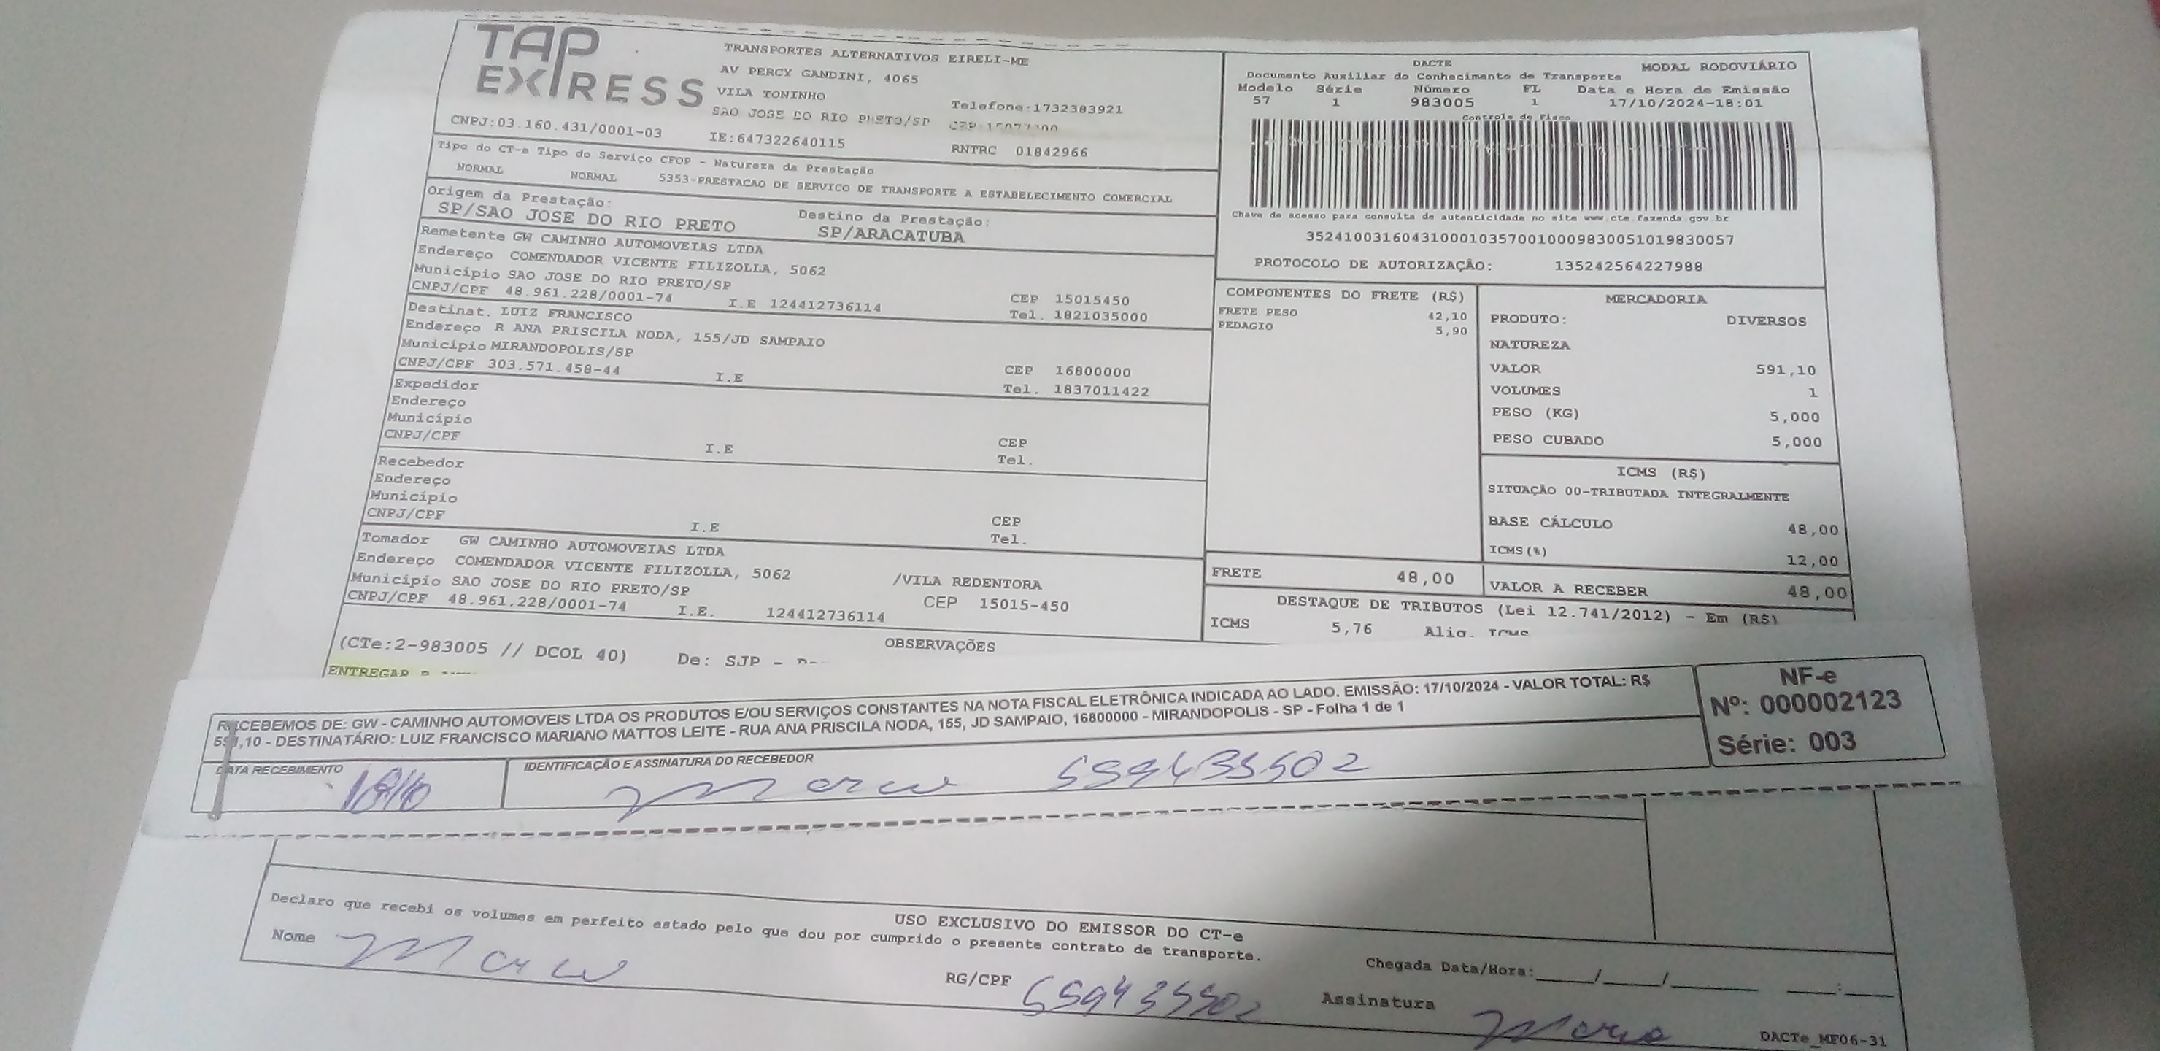 TAP EXPRESS
TRANSPORTES ALTERNATIVOS EIRELI-ME
AV PERCY GANDINI, 4065
VILA TONINHO
Telefone:1732383921
SAO JOSE DO RIO PRETO/SP
CNPJ:03.160.431/0001-03 IE:647322640115 RNTRC 01842966
Tipo do CT-e Tipo do Serviço CFOP - Natureza da Prestação
NORMAL NORMAL 5353-PRESTACAO DE SERVICO DE TRANSPORTE A ESTABELECIMENTO COMERCIAL
Origem da Prestação: Destino da Prestação:
SP/SAO JOSE DO RIO PRETO SP/ARACATUBA
DACTE MODAL RODOVIÁRIO
Documento Auxiliar do Conhecimento de Transporte
Modelo Série Número FL Data e Hora de Emissão
57 1 983005 1 17/10/2024-18:01
Controle do Fisco
Chave de acesso para consulta de autenticidade no site www.cte.fazenda.gov.br
35241003160431000103570010009830051019830057
PROTOCOLO DE AUTORIZAÇÃO: 135242564227988
Remetente GW CAMINHO AUTOMOVEIAS LTDA
Endereço COMENDADOR VICENTE FILIZOLLA, 5062
Município SAO JOSE DO RIO PRETO/SP CEP 15015450
CNPJ/CPF 48.961.228/0001-74 I.E 124412736114 Tel. 1821035000
Destinat. LUIZ FRANCISCO
Endereço R ANA PRISCILA NODA, 155/JD SAMPAIO
Município MIRANDOPOLIS/SP CEP 16800000
CNPJ/CPF 303.571.458-44 I.E Tel. 1837011422
Expedidor
Endereço
Município CEP
CNPJ/CPF I.E Tel.
Recebedor
Endereço
Município CEP
CNPJ/CPF I.E Tel.
Tomador GW CAMINHO AUTOMOVEIAS LTDA
Endereço COMENDADOR VICENTE FILIZOLLA, 5062 /VILA REDENTORA
Município SAO JOSE DO RIO PRETO/SP CEP 15015-450
CNPJ/CPF 48.961.228/0001-74 I.E. 124412736114
COMPONENTES DO FRETE (R$)
FRETE PESO 42,10
PEDAGIO 5,90
FRETE 48,00
MERCADORIA
PRODUTO: DIVERSOS
NATUREZA
VALOR 591,10
VOLUMES 1
PESO (KG) 5,000
PESO CUBADO 5,000
ICMS (R$)
SITUAÇÃO 00-TRIBUTADA INTEGRALMENTE
BASE CÁLCULO 48,00
ICMS(%) 12,00
VALOR A RECEBER 48,00
DESTAQUE DE TRIBUTOS (Lei 12.741/2012) - Em (R$)
ICMS 5,76 Aliq.
OBSERVAÇÕES
(CTe:2-983005 // DCOL 40) De: SJP -
ENTREGAR
RECEBEMOS DE: GW - CAMINHO AUTOMOVEIS LTDA OS PRODUTOS E/OU SERVIÇOS CONSTANTES NA NOTA FISCAL ELETRÔNICA INDICADA AO LADO. EMISSÃO: 17/10/2024 - VALOR TOTAL: R$
591,10 - DESTINATÁRIO: LUIZ FRANCISCO MARIANO MATTOS LEITE - RUA ANA PRISCILA NODA, 155, JD SAMPAIO, 16800000 - MIRANDOPOLIS - SP - Folha 1 de 1
NF-e
Nº: 000002123
Série: 003
DATA RECEBIMENTO IDENTIFICAÇÃO E ASSINATURA DO RECEBEDOR
18/10 559433502
USO EXCLUSIVO DO EMISSOR DO CT-e
Declaro que recebi os volumes em perfeito estado pelo que dou por cumprido o presente contrato de transporte.
Nome RG/CPF Chegada Data/Hora:_____/_____/_______ ____:____
Assinatura
DACTe_MF06-31